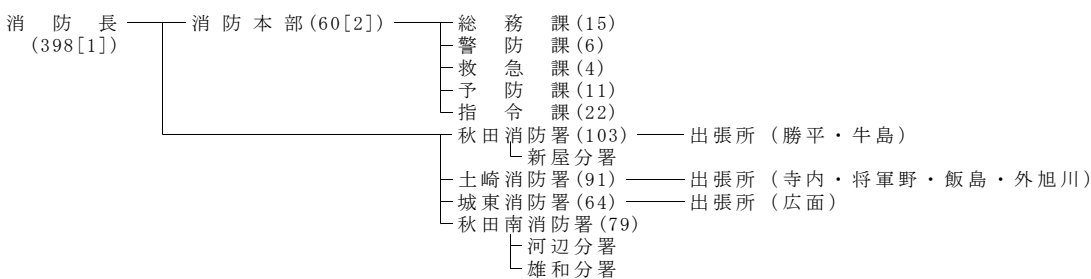 消防長 消防本部(60[2]) 総務課(15)
(398[1]) 警防課(6)
救急課(4)
予防課(11)
指令課(22)
秋田消防署(103) 出張所 (勝平・牛島)
新屋分署
土崎消防署(91) 出張所 (寺内・将軍野・飯島・外旭川)
城東消防署(64) 出張所 (広面)
秋田南消防署(79)
河辺分署
雄和分署